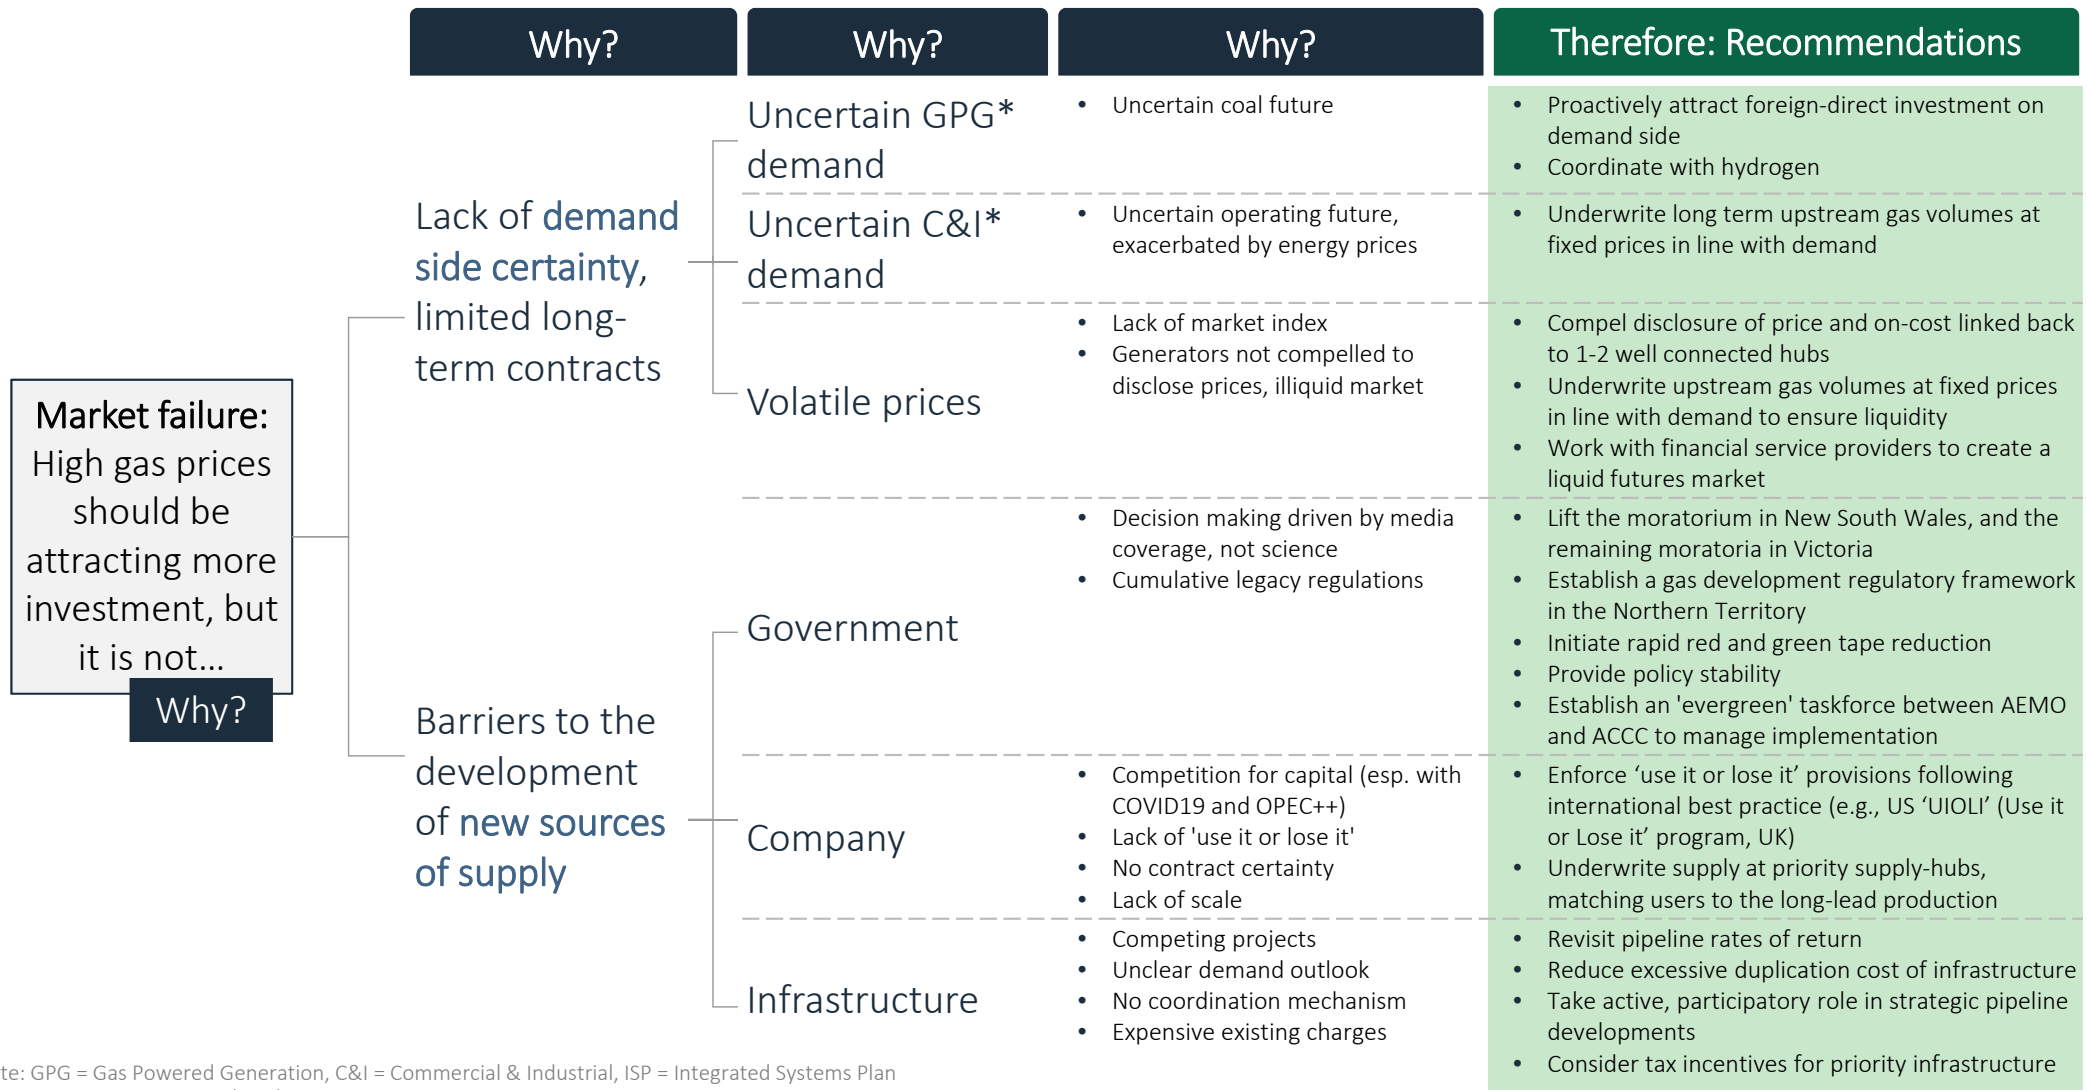 Why?
Why?
Why?
Therefore: Recommendations
Market failure:
High gas prices
should be
attracting more
investment, but
it is not...
Why?
Lack of demand
side certainty,
limited long-
term contracts
Uncertain GPG*
demand
• Uncertain coal future
• Proactively attract foreign-direct investment on
demand side
• Coordinate with hydrogen
Uncertain C&I*
demand
• Uncertain operating future,
exacerbated by energy prices
• Underwrite long term upstream gas volumes at
fixed prices in line with demand
Volatile prices
• Lack of market index
• Generators not compelled to
disclose prices, illiquid market
• Compel disclosure of price and on-cost linked back
to 1-2 well connected hubs
• Underwrite upstream gas volumes at fixed prices
in line with demand to ensure liquidity
• Work with financial service providers to create a
liquid futures market
Barriers to the
development
of new sources
of supply
Government
• Decision making driven by media
coverage, not science
• Cumulative legacy regulations
• Lift the moratorium in New South Wales, and the
remaining moratoria in Victoria
• Establish a gas development regulatory framework
in the Northern Territory
• Initiate rapid red and green tape reduction
• Provide policy stability
• Establish an 'evergreen' taskforce between AEMO
and ACCC to manage implementation
Company
• Competition for capital (esp. with
COVID19 and OPEC++)
• Lack of 'use it or lose it'
• No contract certainty
• Lack of scale
• Enforce ‘use it or lose it’ provisions following
international best practice (e.g., US ‘UIOLI’ (Use it
or Lose it’ program, UK)
• Underwrite supply at priority supply-hubs,
matching users to the long-lead production
Infrastructure
• Competing projects
• Unclear demand outlook
• No coordination mechanism
• Expensive existing charges
• Revisit pipeline rates of return
• Reduce excessive duplication cost of infrastructure
• Take active, participatory role in strategic pipeline
developments
• Consider tax incentives for priority infrastructure
te: GPG = Gas Powered Generation, C&I = Commercial & Industrial, ISP = Integrated Systems Plan